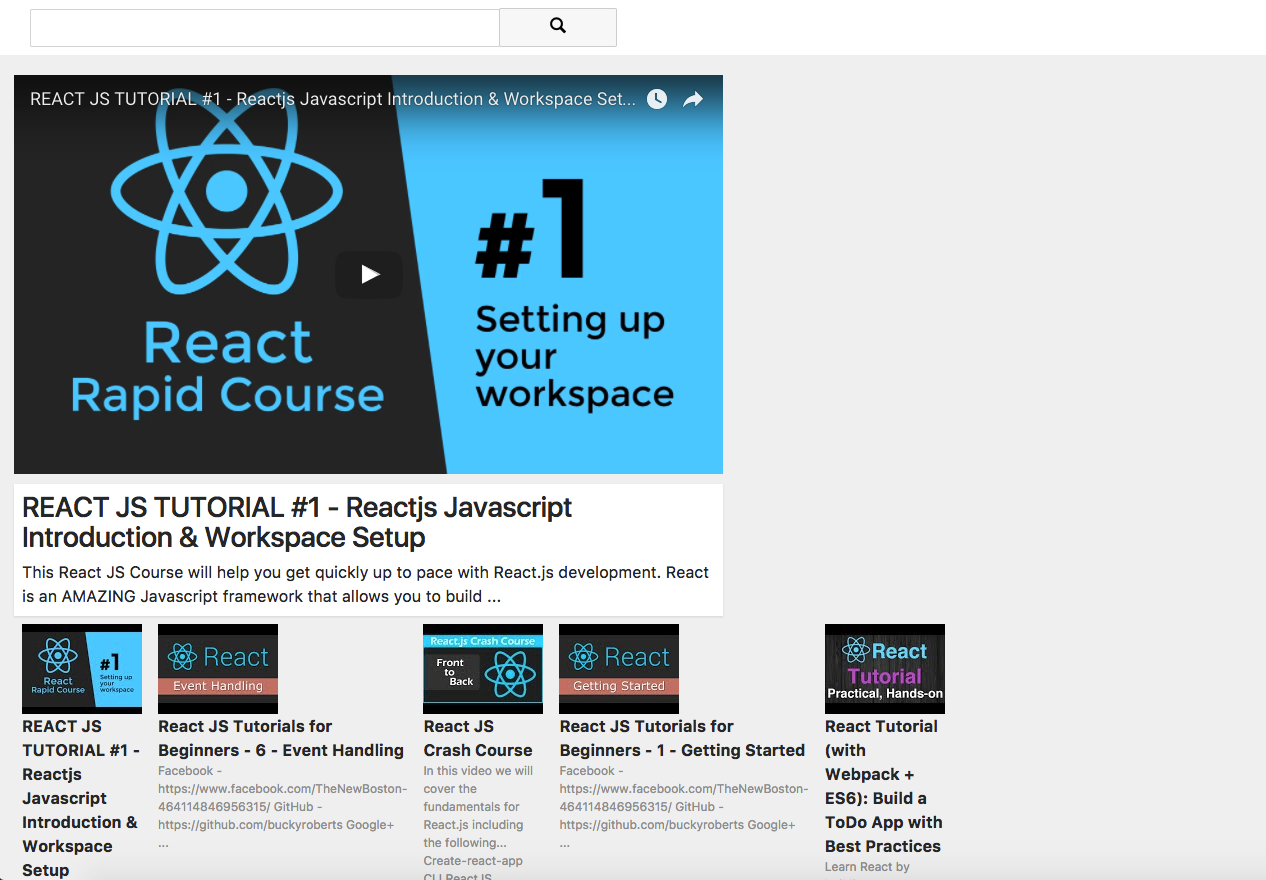 REACT JS TUTORIAL #1 - Reactjs Javascript Introduction & Workspace Set...
#1
Setting up
your
workspace
React
Rapid Course
REACT JS TUTORIAL #1 - Reactjs Javascript
Introduction & Workspace Setup
This React JS Course will help you get quickly up to pace with React.js development. React
is an AMAZING Javascript framework that allows you to build ...
#1
Setting up
your
workspace
React
Rapid Course
REACT JS
TUTORIAL #1 -
Reactjs
Javascript
Introduction &
Workspace
Setup
React
Event Handling
React JS Tutorials for
Beginners - 6 - Event Handling
Facebook -
https://www.facebook.com/TheNewBoston-
464114846956315/ GitHub -
https://github.com/buckyroberts Google+
...
React.js Crash Course
Front
to
Back
React JS
Crash Course
In this video we will
cover the
fundamentals for
React.js including
the following...
Create-react-app
CLI React JS
React
Getting Started
React JS Tutorials for
Beginners - 1 - Getting Started
Facebook -
https://www.facebook.com/TheNewBoston-
464114846956315/ GitHub -
https://github.com/buckyroberts Google+
...
React
Tutorial
Practical, Hands-on
React Tutorial
(with
Webpack +
ES6): Build a
ToDo App with
Best Practices
Learn React by